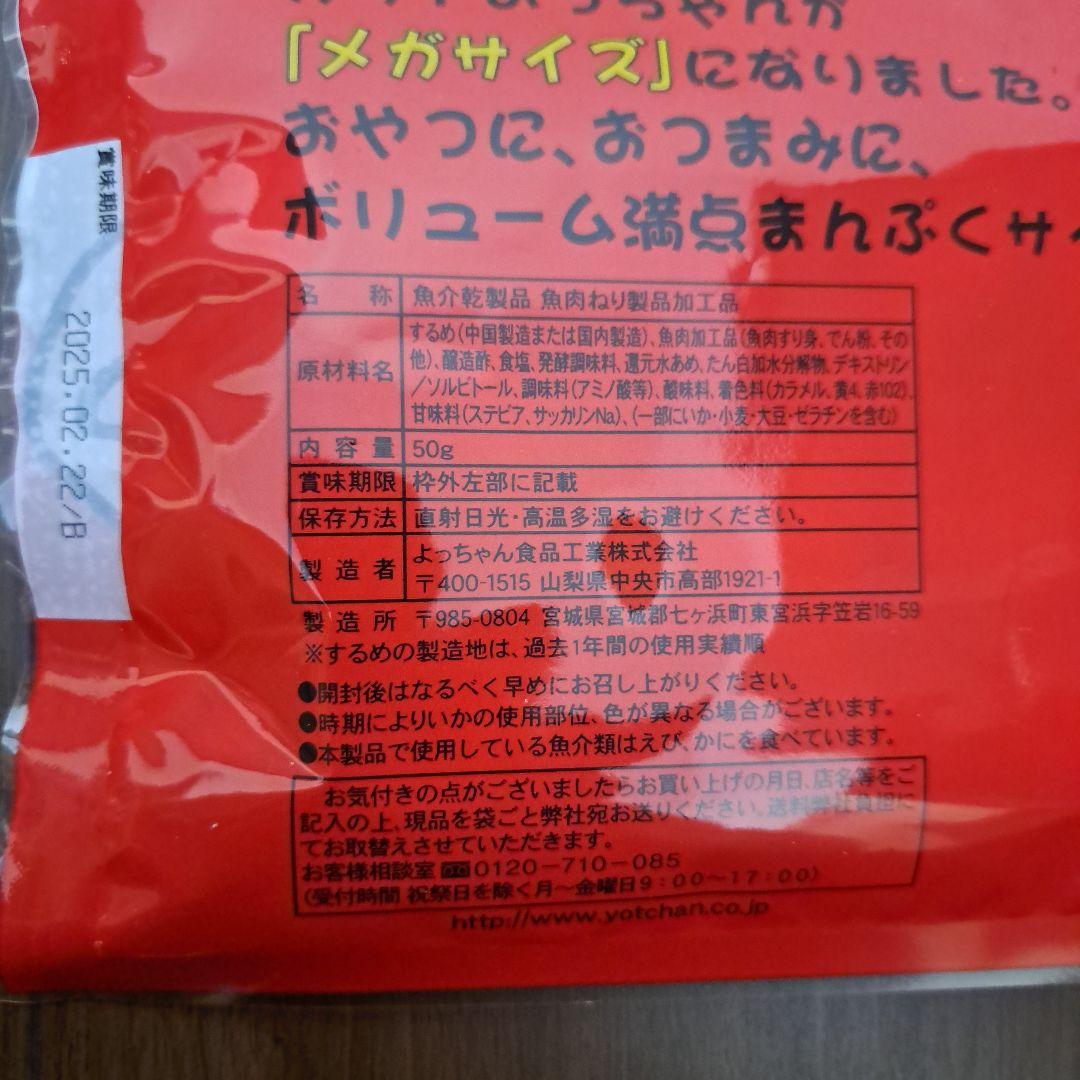 カットよっちゃんが
「メガサイズ」になりました。
おやつに、おつまみに、
ボリューム満点まんぷくサイ
賞味期限
2025.02.22/B
名称 魚介乾製品 魚肉ねり製品加工品
原材料名 するめ(中国製造または国内製造)、魚肉加工品(魚肉すり身、でん粉、その
他)、醸造酢、食塩、発酵調味料、還元水あめ、たん白加水分解物、デキストリン
/ソルビトール、調味料(アミノ酸等)、酸味料、着色料(カラメル、黄4、赤102)、
甘味料(ステビア、サッカリンNa)、(一部にいか・小麦・大豆・ゼラチンを含む)
内容量 50g
賞味期限 枠外左部に記載
保存方法 直射日光・高温多湿をお避けください。
製造者 よっちゃん食品工業株式会社
〒400-1515 山梨県中央市高部1921-1
製造所 〒985-0804 宮城県宮城郡七ヶ浜町東宮浜字笠岩16-59
※するめの製造地は、過去1年間の使用実績順
●開封後はなるべく早めにお召し上がりください。
●時期によりいかの使用部位、色が異なる場合がございます。
●本製品で使用している魚介類はえび、かにを食べています。
お気付きの点がございましたらお買い上げの月日、店名等をご
記入の上、現品を袋ごと弊社宛お送りください。送料弊社負担に
てお取替えさせていただきます。
お客様相談室 0120-710-085
(受付時間 祝祭日を除く月～金曜日9:00～17:00)
http://www.yotchan.co.jp